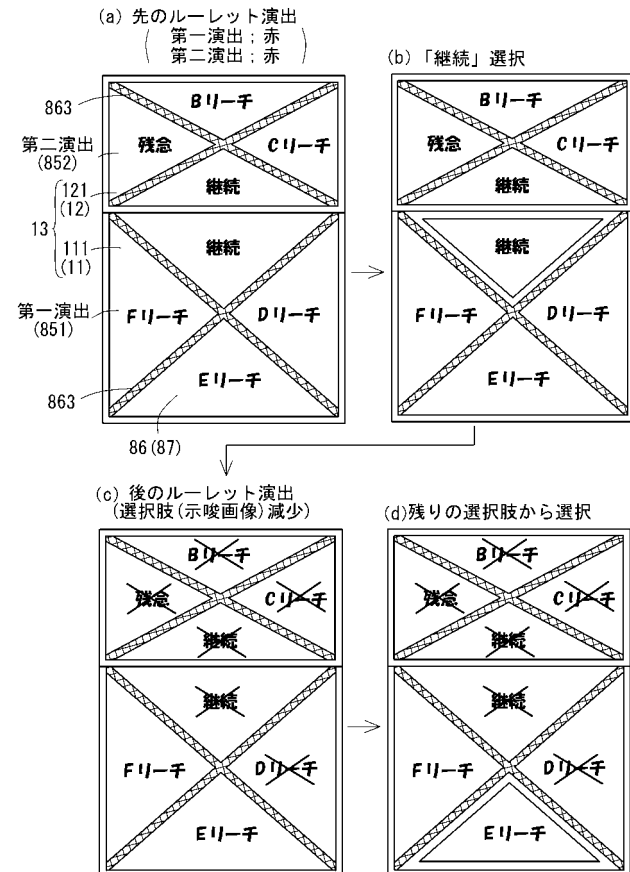 (a) 先のルーレット演出
(第一演出；赤
第二演出；赤)
863
Bリーチ
残念
Cリーチ
継続
第二演出
(852)
121
(12)
13
111
(11)
継続
第一演出
(851)
Fリーチ
Dリーチ
Eリーチ
863
86(87)
(b)「継続」選択
Bリーチ
残念
Cリーチ
継続
継続
Fリーチ
Dリーチ
Eリーチ
(c) 後のルーレット演出
(選択肢(示唆画像)減少)
Bリーチ
残念
Cリーチ
継続
継続
Fリーチ
Dリーチ
Eリーチ
(d)残りの選択肢から選択
Bリーチ
残念
Cリーチ
継続
継続
Fリーチ
Dリーチ
Eリーチ